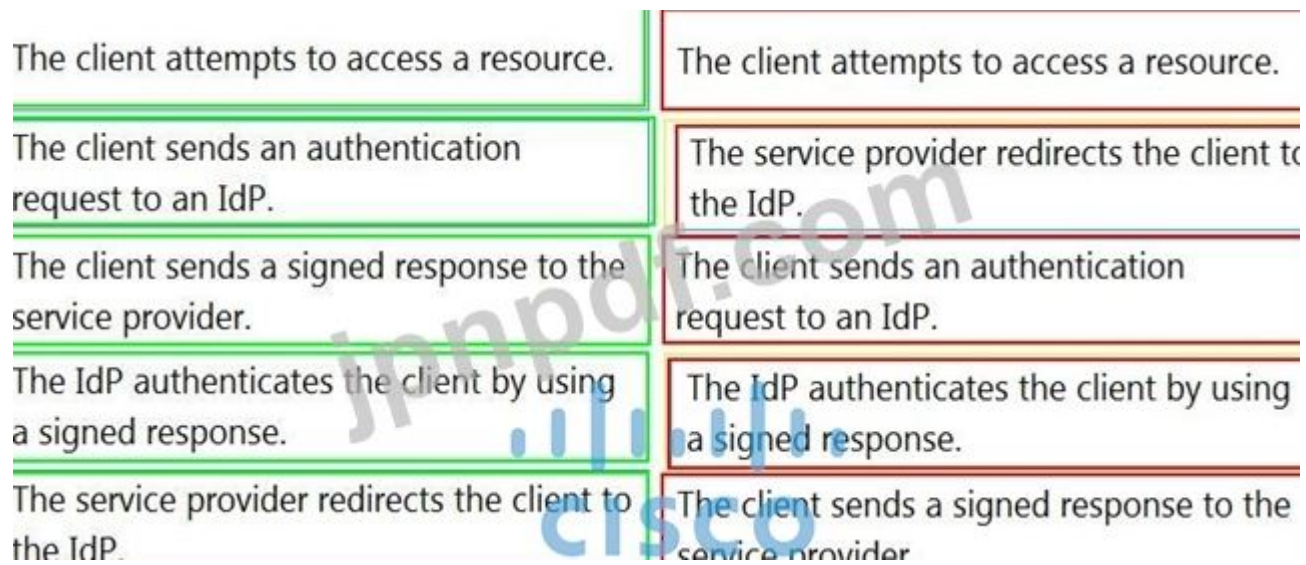 The client attempts to access a resource.
The client sends an authentication
request to an IdP.
The client sends a signed response to the
service provider.
The IdP authenticates the client by using
a signed response.
The service provider redirects the client to
the IdP.
The client attempts to access a resource.
The service provider redirects the client to
the IdP.
The client sends an authentication
request to an IdP.
The IdP authenticates the client by using
a signed response.
The client sends a signed response to the
service provider
jpnpdf.com
CISCO